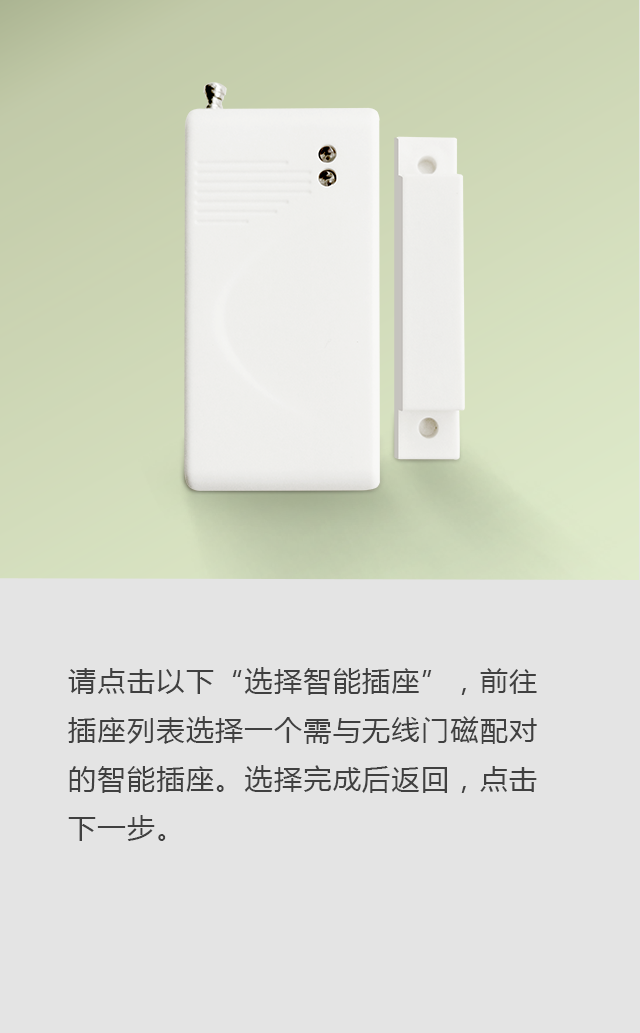 请点击以下“选择智能插座”，前往
插座列表选择一个需与无线门磁配对
的智能插座。选择完成后返回，点击
下一步。